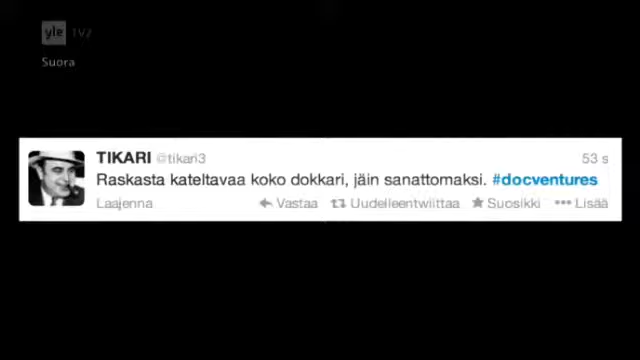 yle TV2
Suora
TIKARI @tikari3 53 s
Raskasta kateltavaa koko dokkari, jäin sanattomaksi. #docventures
Laajenna Vastaa Uudelleentwiittaa Suosikki Lisää